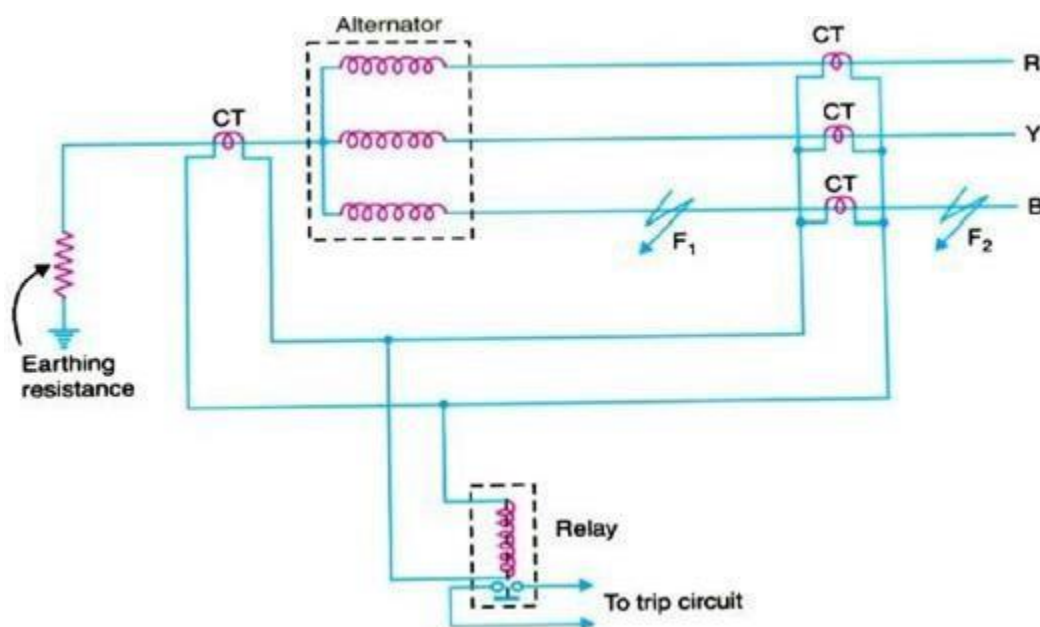 Alternator
CT
R
CT
CT
Y
CT
B
F₁
F₂
Earthing
resistance
Relay
To trip circuit